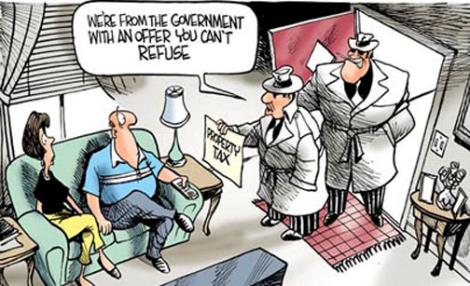 WE'RE FROM THE GOVERNMENT
WITH AN OFFER YOU CAN'T
REFUSE
PROPERTY
TAX